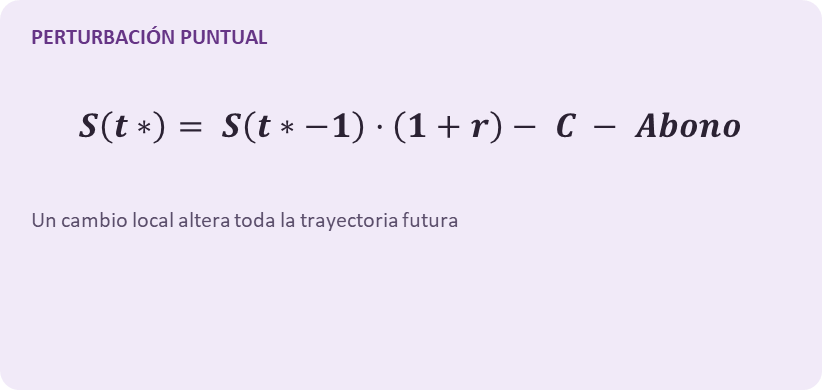 PERTURBACIÓN PUNTUAL
S(t ∗) = S(t ∗ −1) · (1 + r) − C − Abono
Un cambio local altera toda la trayectoria futura